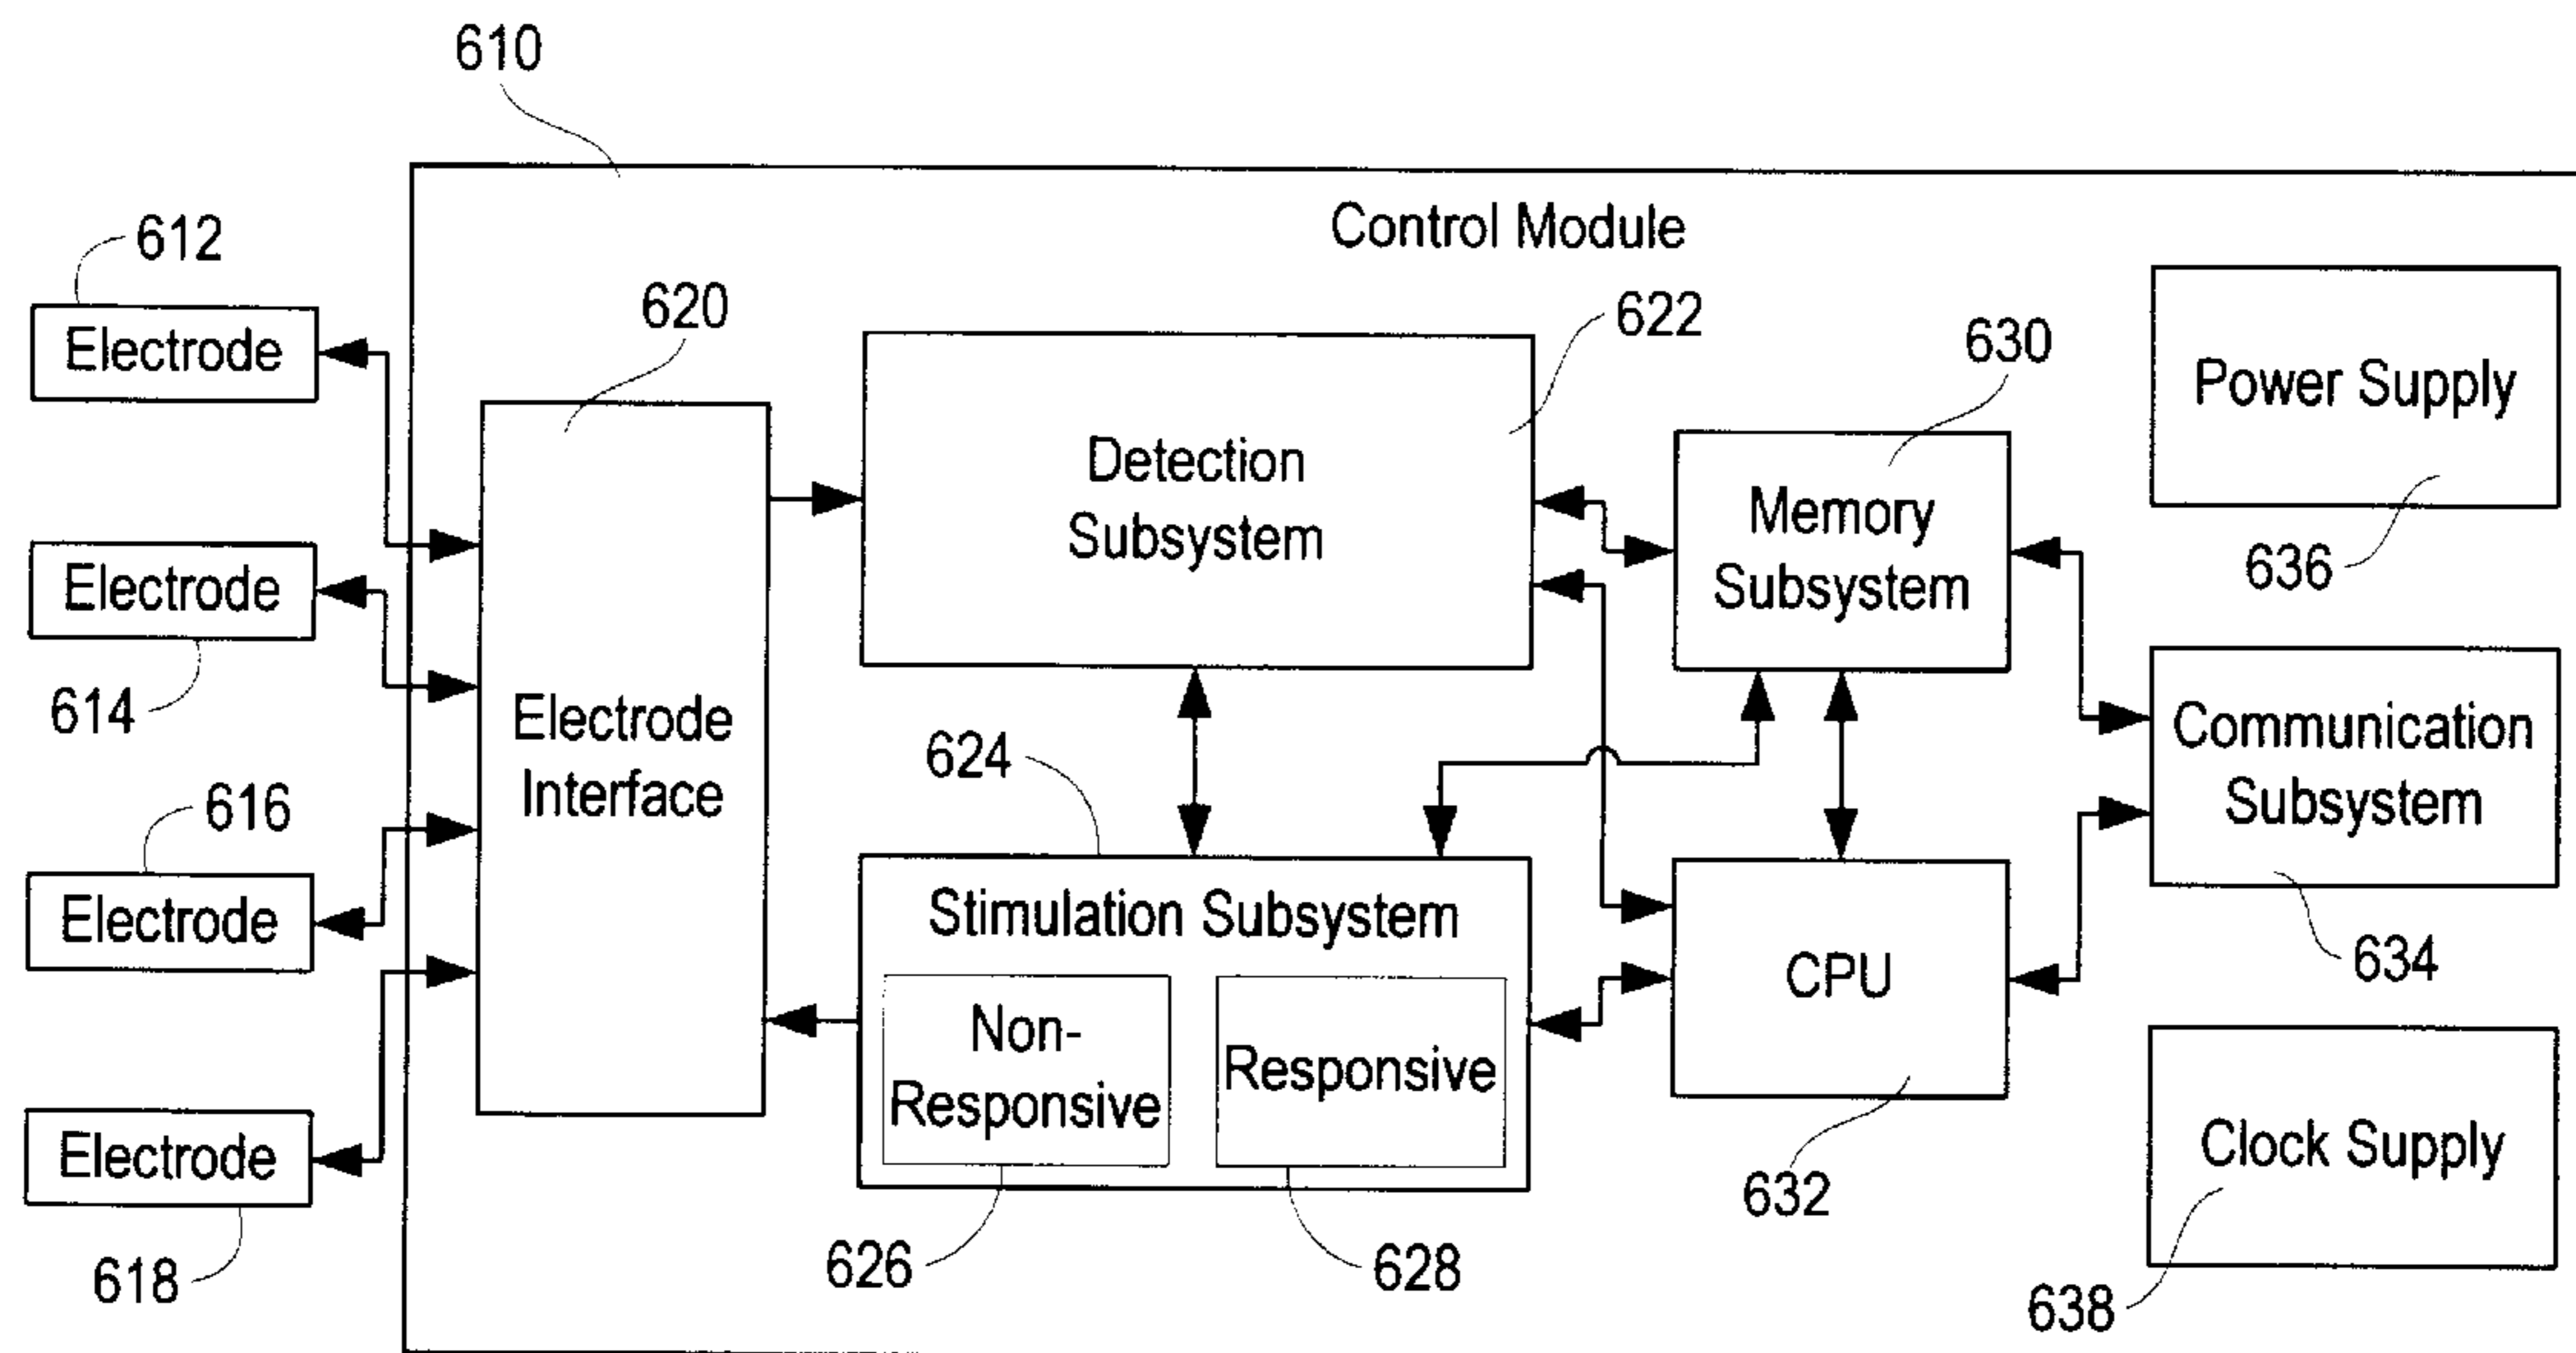 610
Control Module
612
Electrode
614
Electrode
616
Electrode
618
Electrode
620
Electrode
Interface
622
Detection
Subsystem
624
Stimulation Subsystem
Non-
Responsive
626
Responsive
628
630
Memory
Subsystem
CPU
632
Power Supply
636
Communication
Subsystem
634
Clock Supply
638